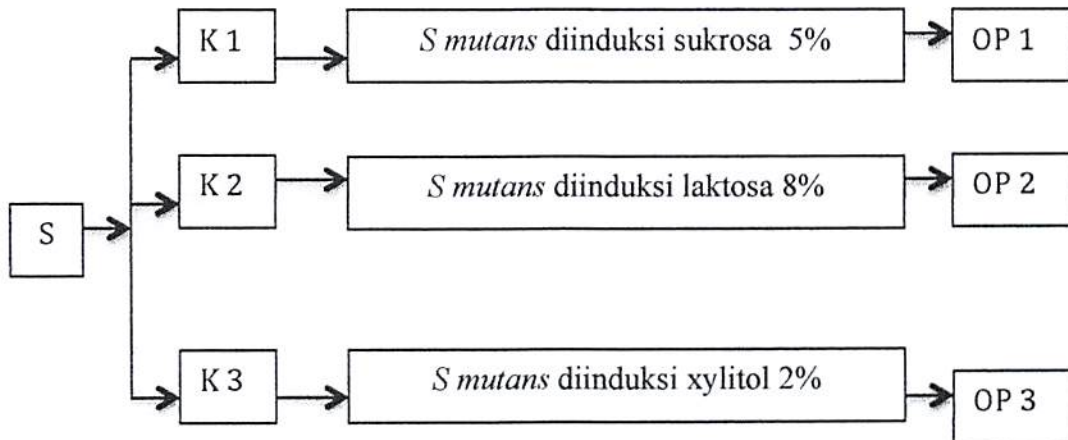 K 1
S mutans diinduksi sukrosa 5%
OP 1
K 2
S mutans diinduksi laktosa 8%
OP 2
S
K 3
S mutans diinduksi xylitol 2%
OP 3